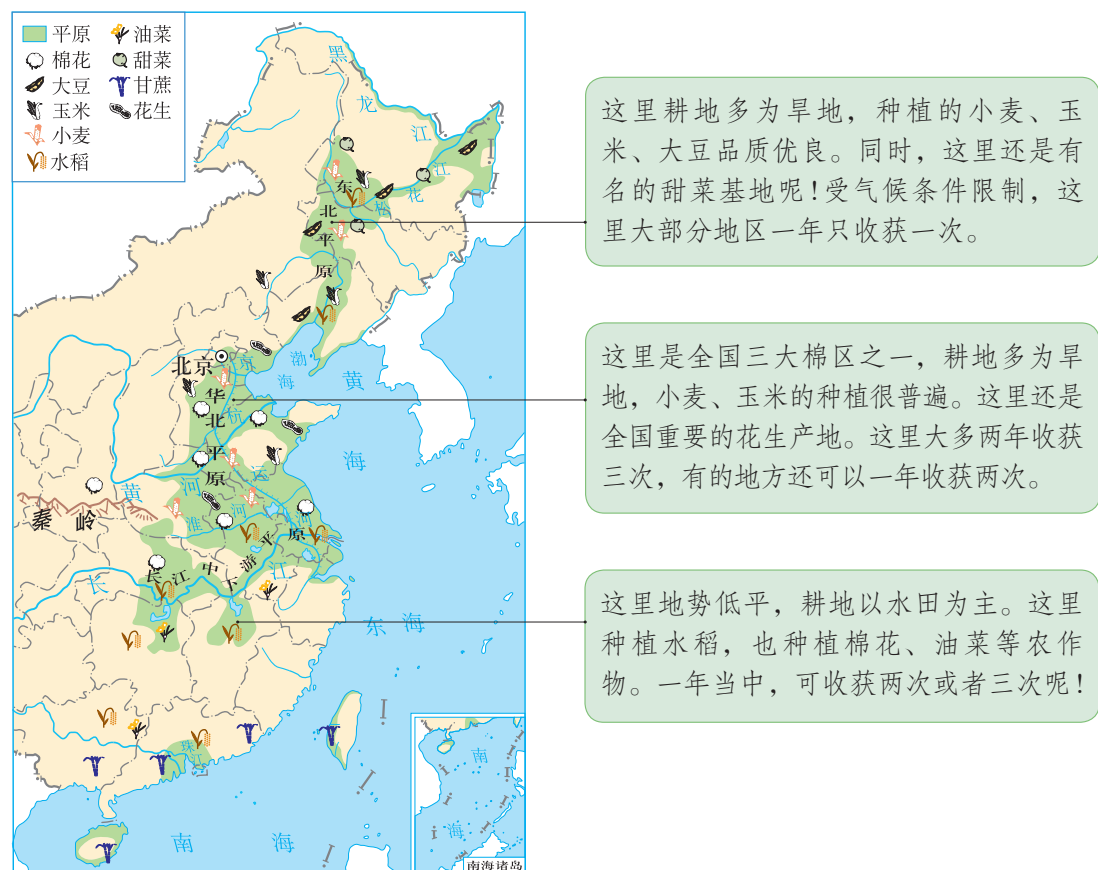 平原
棉花
大豆
玉米
小麦
水稻
油菜
甜菜
甘蔗
花生
黑龙江
松花江
东北平原
北京
渤海
黄海
京杭运河
华北平原
黄河
淮河
秦岭
长江中下游平原
长江
东海
珠江
南海
南海
南海诸岛
这里耕地多为旱地，种植的小麦、玉
米、大豆品质优良。同时，这里还是有
名的甜菜基地呢！受气候条件限制，这
里大部分地区一年只收获一次。
这里是全国三大棉区之一，耕地多为旱
地，小麦、玉米的种植很普遍。这里还是
全国重要的花生产地。这里大多两年收获
三次，有的地方还可以一年收获两次。
这里地势低平，耕地以水田为主。这里
种植水稻，也种植棉花、油菜等农作
物。一年当中，可收获两次或者三次呢！